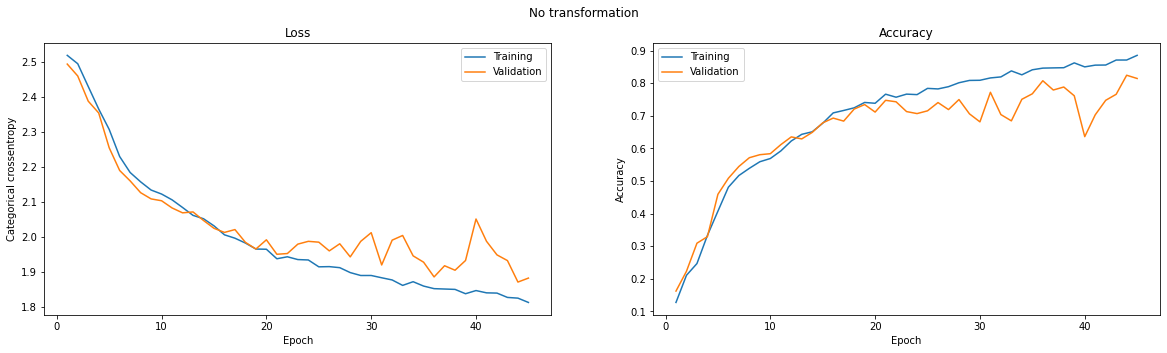 No transformation
Loss
Categorical crossentropy
2.5
2.4
2.3
2.2
2.1
2.0
1.9
1.8
0
10
20
30
40
Epoch
Training
Validation
Accuracy
Accuracy
0.9
0.8
0.7
0.6
0.5
0.4
0.3
0.2
0.1
0
10
20
30
40
Epoch
Training
Validation